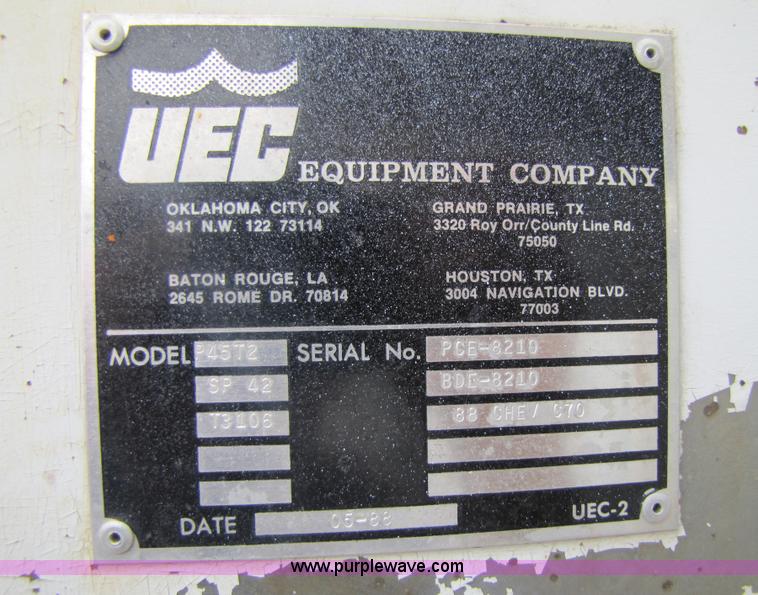 UEC EQUIPMENT COMPANY
OKLAHOMA CITY, OK
341 N.W. 122 73114
GRAND PRAIRIE, TX
3320 Roy Orr/County Line Rd.
75050
BATON ROUGE, LA
2645 ROME DR. 70814
HOUSTON, TX
3004 NAVIGATION BLVD.
77003
MODEL P45T2 SERIAL No. PCE-8210
SP 42 BDE-8210
T3106 88 CHE/ C70
DATE 05-88 UEC-2
www.purplewave.com